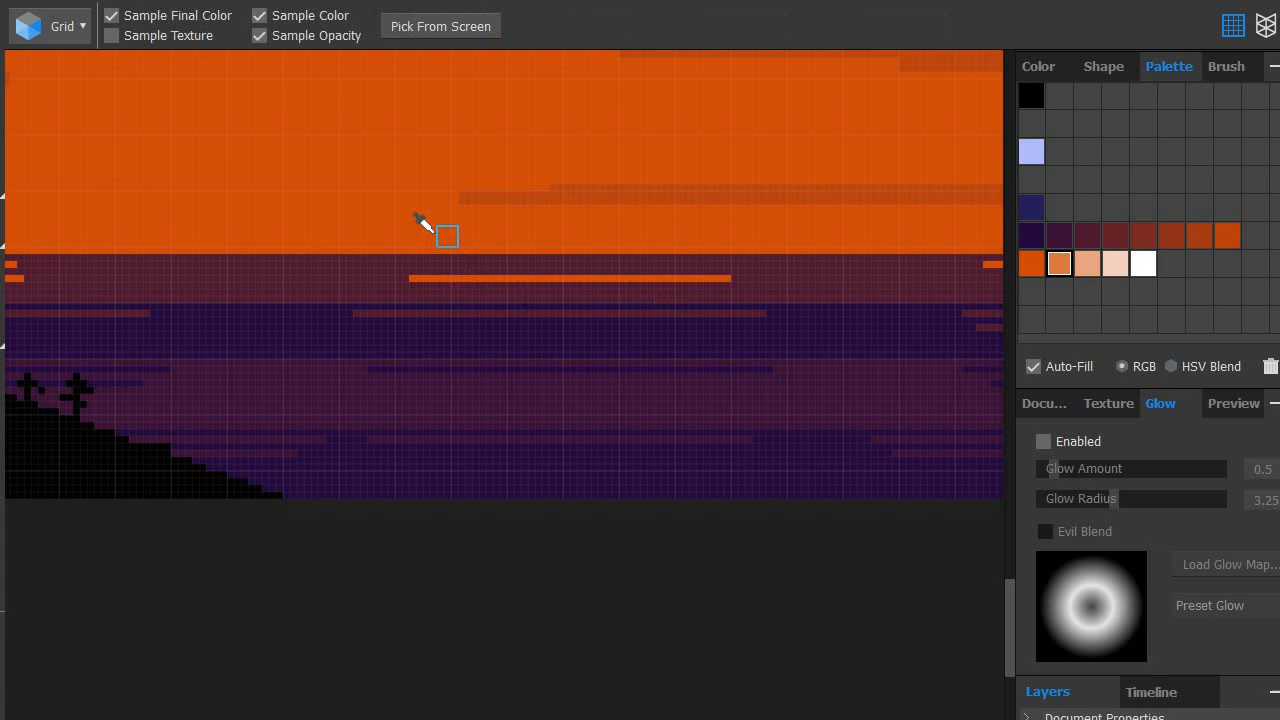 Grid
Sample Final Color
Sample Color
Sample Texture
Sample Opacity
Pick From Screen
Color Shape Palette Brush
Auto-Fill RGB HSV Blend
Docu... Texture Glow Preview
Enabled
Glow Amount 0.5
Glow Radius 3.25
Evil Blend
Load Glow Map...
Preset Glow
Layers Timeline
Document Properties